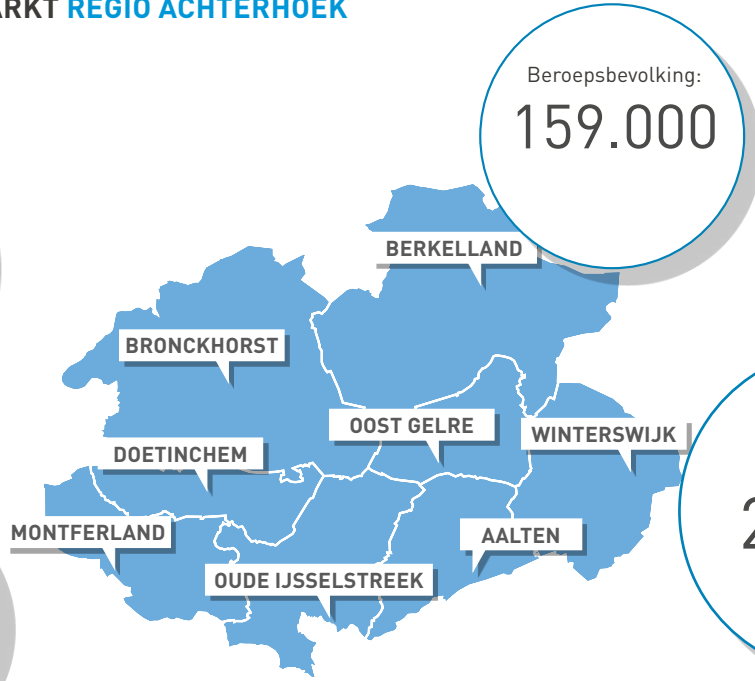 REGIO ACHTERHOEK
Beroepsbevolking:
159.000
BERKELLAND
BRONCKHORST
OOST GELRE
WINTERSWIJK
DOETINCHEM
MONTFERLAND
AALTEN
OUDE IJSSELSTREEK